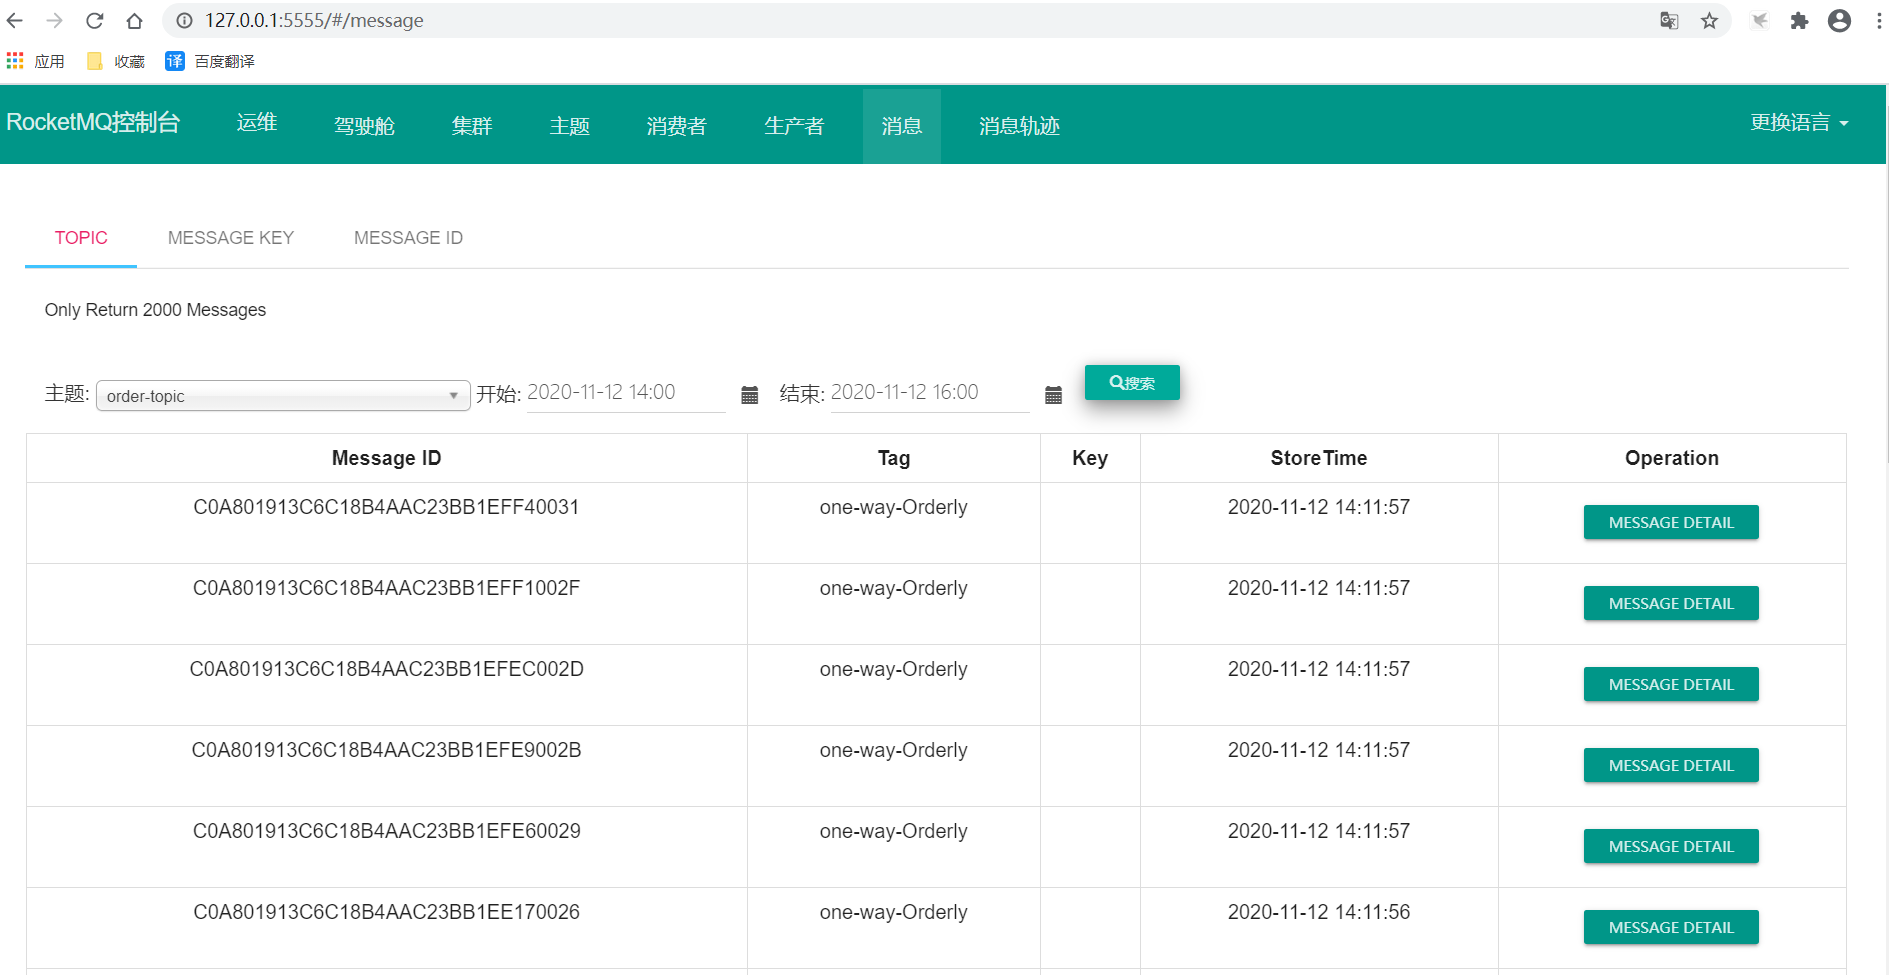 127.0.0.1:5555/#/message
应用 收藏 译 百度翻译
RocketMQ控制台 运维 驾驶舱 集群 主题 消费者 生产者 消息 消息轨迹 更换语言
TOPIC MESSAGE KEY MESSAGE ID
Only Return 2000 Messages
主题: order-topic 开始: 2020-11-12 14:00 结束: 2020-11-12 16:00 搜索
Message ID Tag Key StoreTime Operation
C0A801913C6C18B4AAC23BB1EFF40031 one-way-Orderly 2020-11-12 14:11:57 MESSAGE DETAIL
C0A801913C6C18B4AAC23BB1EFF1002F one-way-Orderly 2020-11-12 14:11:57 MESSAGE DETAIL
C0A801913C6C18B4AAC23BB1EFEC002D one-way-Orderly 2020-11-12 14:11:57 MESSAGE DETAIL
C0A801913C6C18B4AAC23BB1EFE9002B one-way-Orderly 2020-11-12 14:11:57 MESSAGE DETAIL
C0A801913C6C18B4AAC23BB1EFE60029 one-way-Orderly 2020-11-12 14:11:57 MESSAGE DETAIL
C0A801913C6C18B4AAC23BB1EE170026 one-way-Orderly 2020-11-12 14:11:56 MESSAGE DETAIL